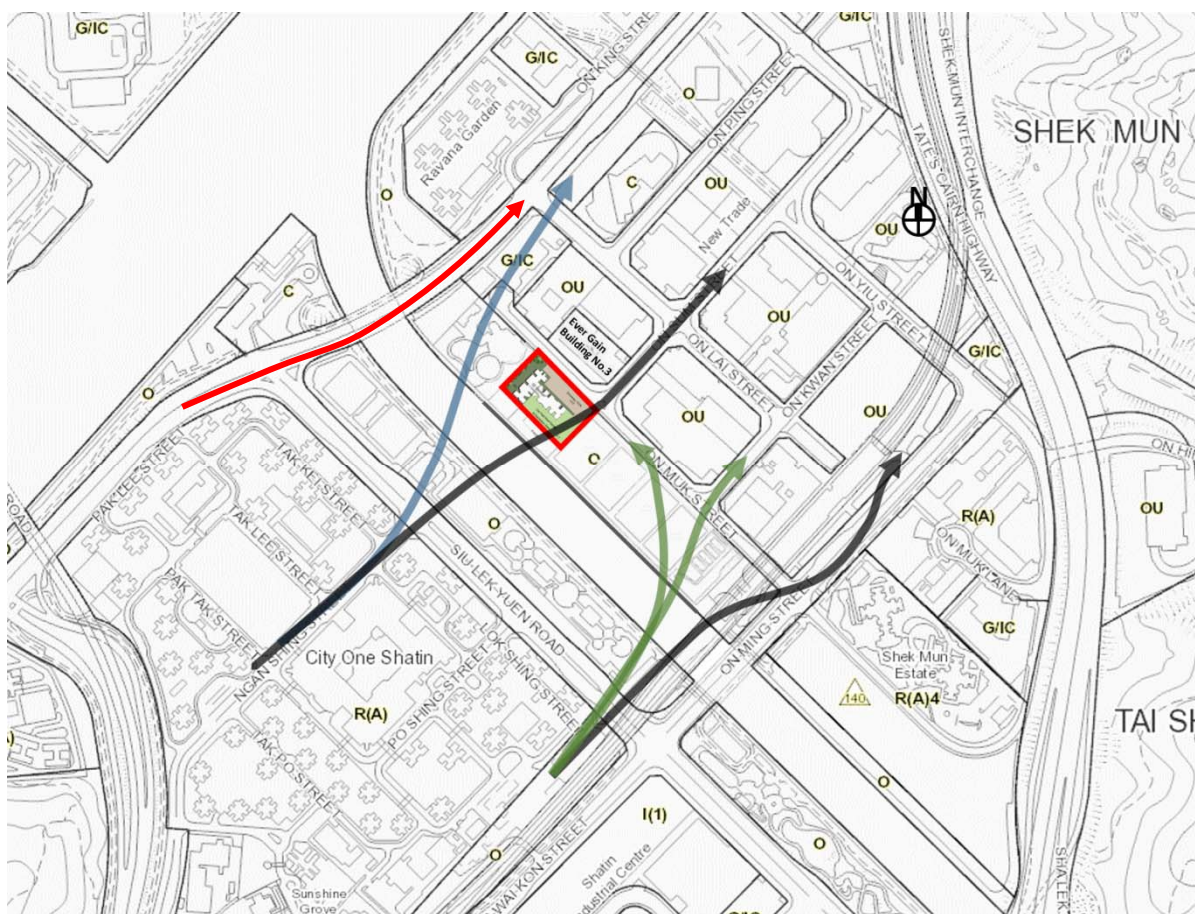 G/IC
G/IC
G/IC
ON KING STREET
O
ON PING STREET
SHEK MUN INTERCHANGE
TATE'S CAIRN HIGHWAY
SHEK MUN
Ravana Garden
C
OU
O
N
OU
New Trade
G/IC
OU
C
Ever Gain
Building No.3
OU
ON YIU STREET
G/IC
ON LAI STREET
ON KWAN STREET
O
OU
OU
PAK LEE STREET
TAK KEI STREET
O
ON MUK STREET
TAK LEE STREET
O
R(A)
OU
ROAD
PAK TAK STREET
SIU LEK YUEN ROAD
ON MUK LANE
NGAN SHING STREET
City One Shatin
LOK SHING STREET
ON MING STREET
G/IC
Shek Mun
Estate
R(A)
PO SHING STREET
140
R(A)4
TAI SH
TAK PO STREET
O
I(1)
O
O
Shatin
Industrial Centre
WAI KON STREET
Sunshine
Grove